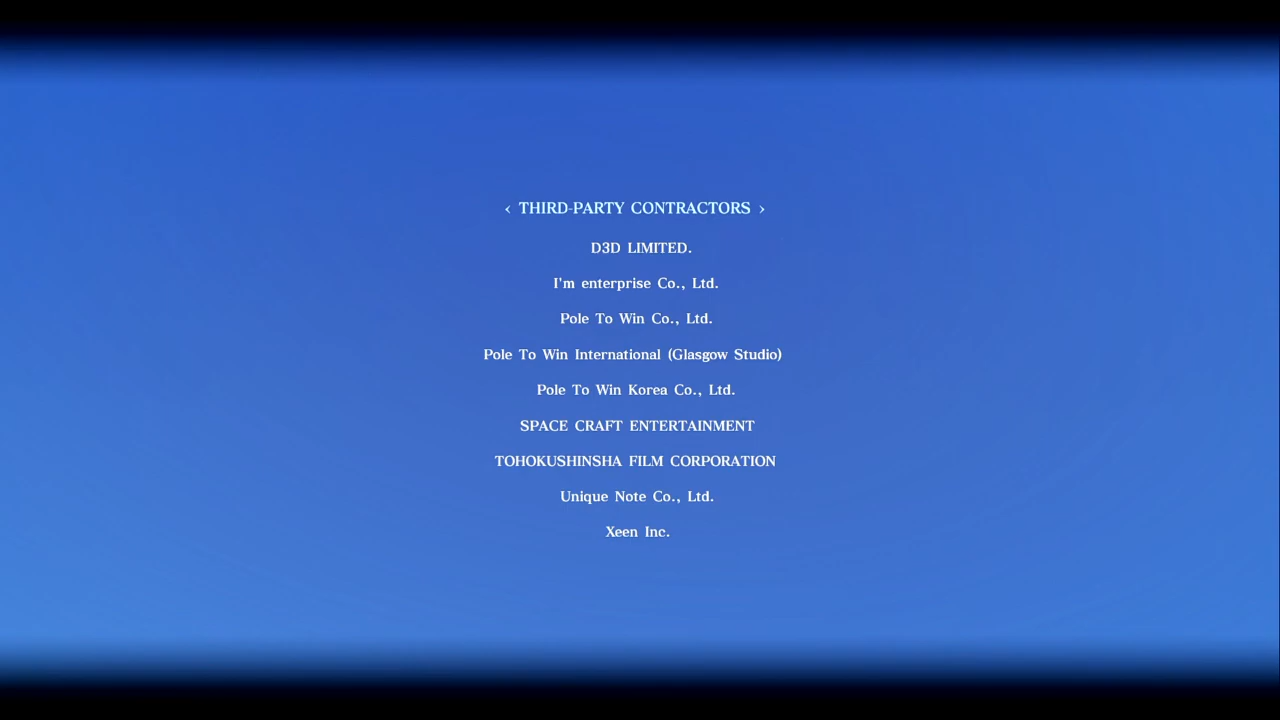 ‹ THIRD-PARTY CONTRACTORS ›
D3D LIMITED.
I'm enterprise Co., Ltd.
Pole To Win Co., Ltd.
Pole To Win International (Glasgow Studio)
Pole To Win Korea Co., Ltd.
SPACE CRAFT ENTERTAINMENT
TOHOKUSHINSHA FILM CORPORATION
Unique Note Co., Ltd.
Xeen Inc.